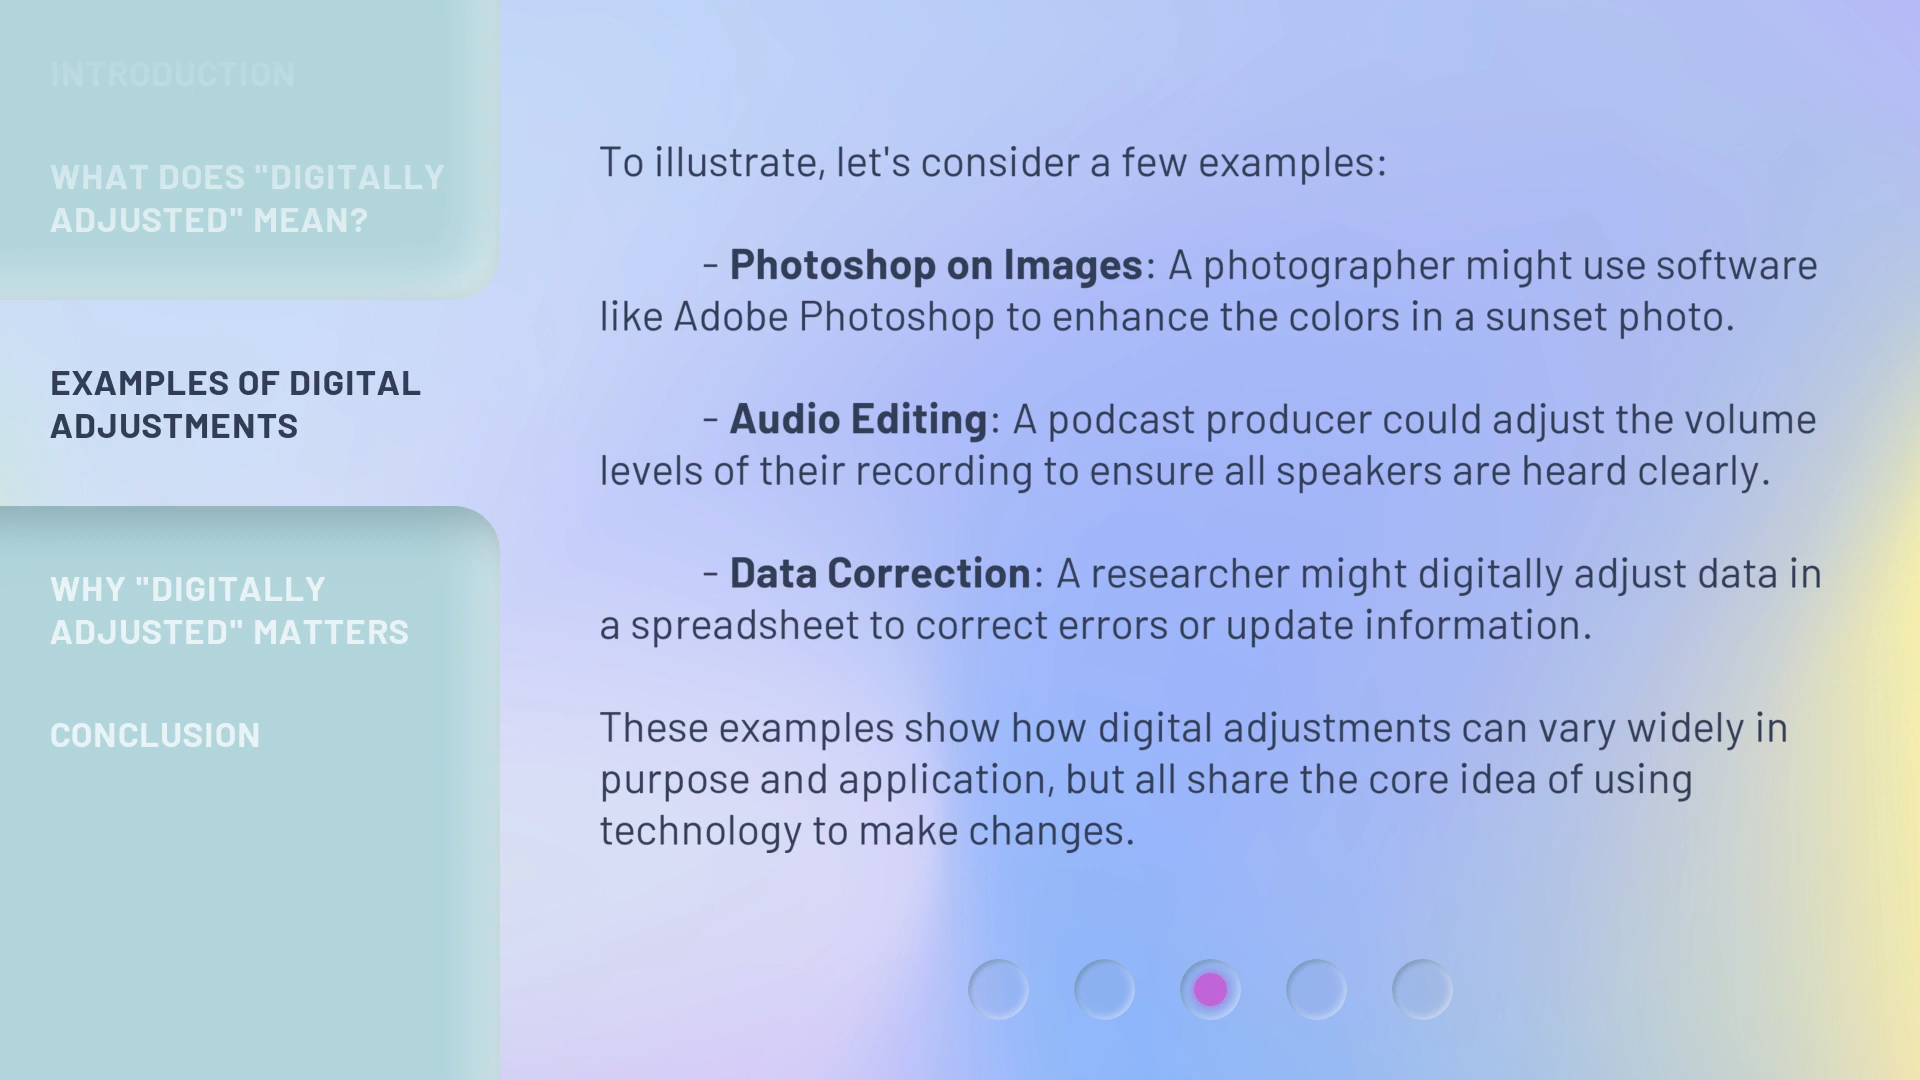 INTRODUCTION
WHAT DOES "DIGITALLY
ADJUSTED" MEAN?
EXAMPLES OF DIGITAL
ADJUSTMENTS
WHY "DIGITALLY
ADJUSTED" MATTERS
CONCLUSION
To illustrate, let's consider a few examples:
- Photoshop on Images: A photographer might use software
like Adobe Photoshop to enhance the colors in a sunset photo.
- Audio Editing: A podcast producer could adjust the volume
levels of their recording to ensure all speakers are heard clearly.
- Data Correction: A researcher might digitally adjust data in
a spreadsheet to correct errors or update information.
These examples show how digital adjustments can vary widely in
purpose and application, but all share the core idea of using
technology to make changes.